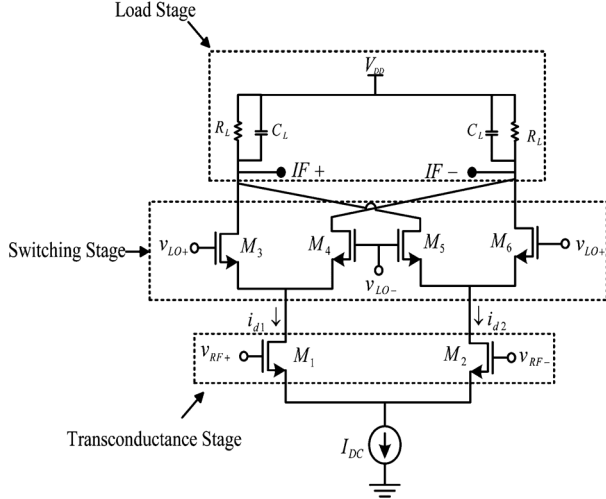 Load Stage
V_DD
R_L C_L C_L R_L
IF + IF −
Switching Stage
v_LO+ M_3 M_4 M_5 M_6 v_LO+
v_LO−
i_d1 i_d2
v_RF+ M_1 M_2 v_RF−
Transconductance Stage
I_DC